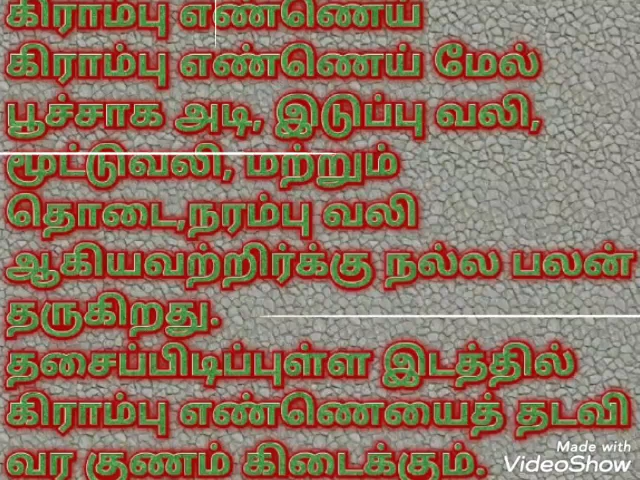 கிராம்பு எண்ணெய்
கிராம்பு எண்ணெய் மேல்
பூச்சாக அடி, இடுப்பு வலி,
மூட்டுவலி, மற்றும்
தொடை,நரம்பு வலி
ஆகியவற்றிர்க்கு நல்ல பலன்
தருகிறது.
தசைப்பிடிப்புள்ள இடத்தில்
கிராம்பு எண்ணெயைத் தடவி
வர குணம் கிடைக்கும்.
Made with
VideoShow